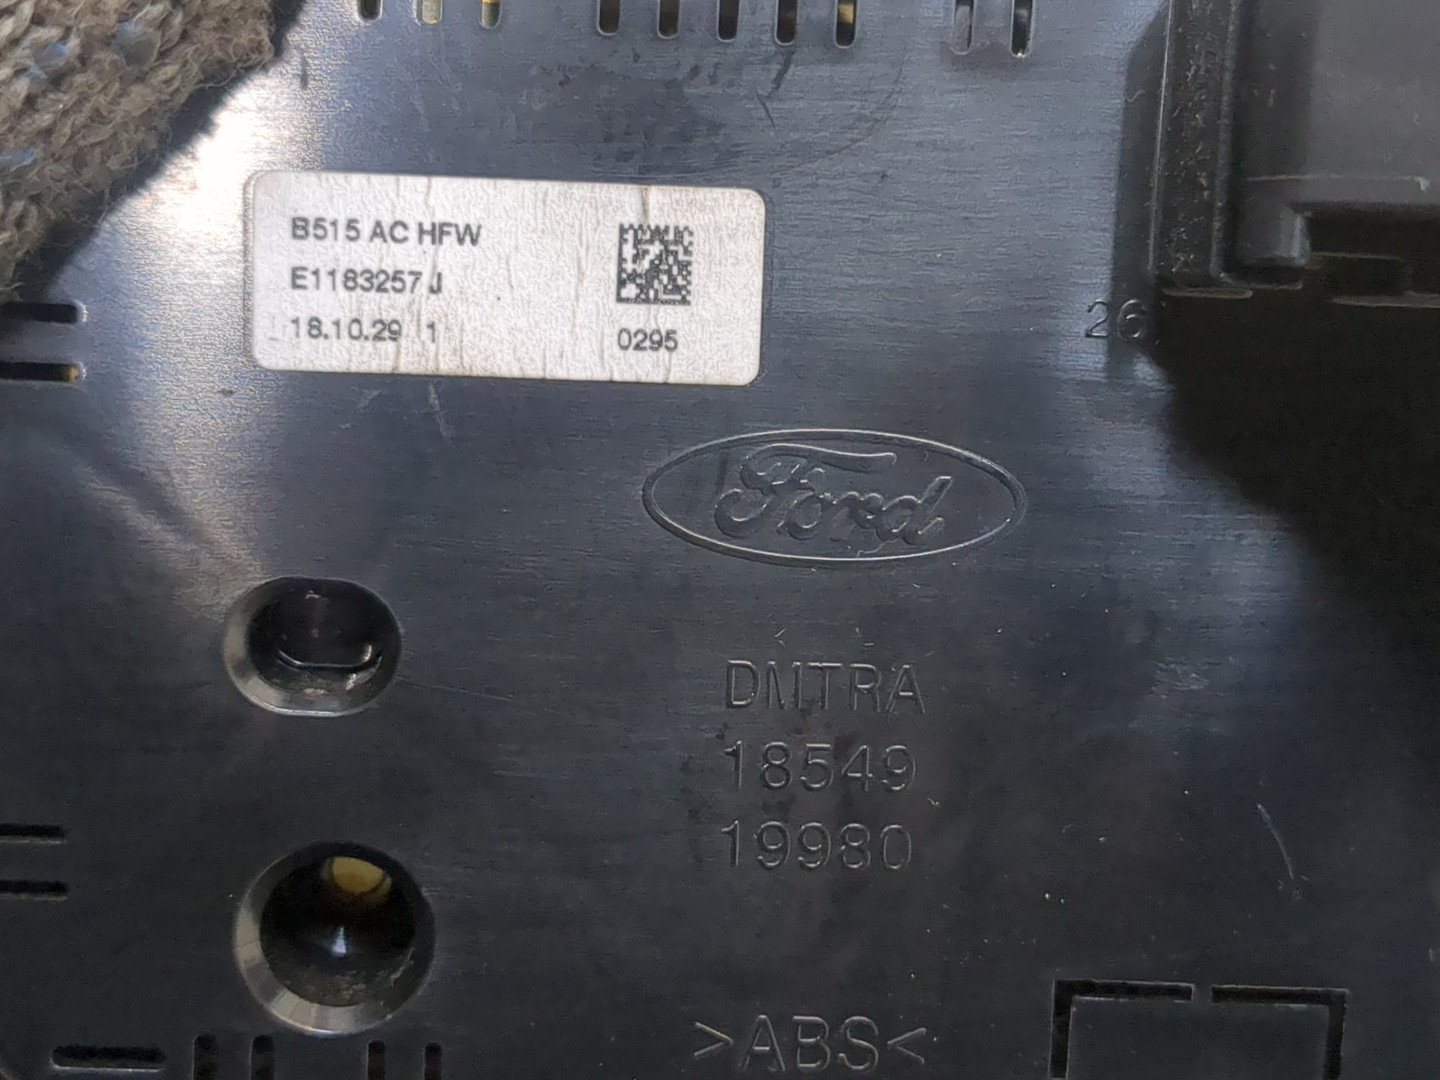 B515 AC HFW
E1183257 J
18.10.29 1
0295
26
Ford
DMTRA
18549
19980
>ABS<